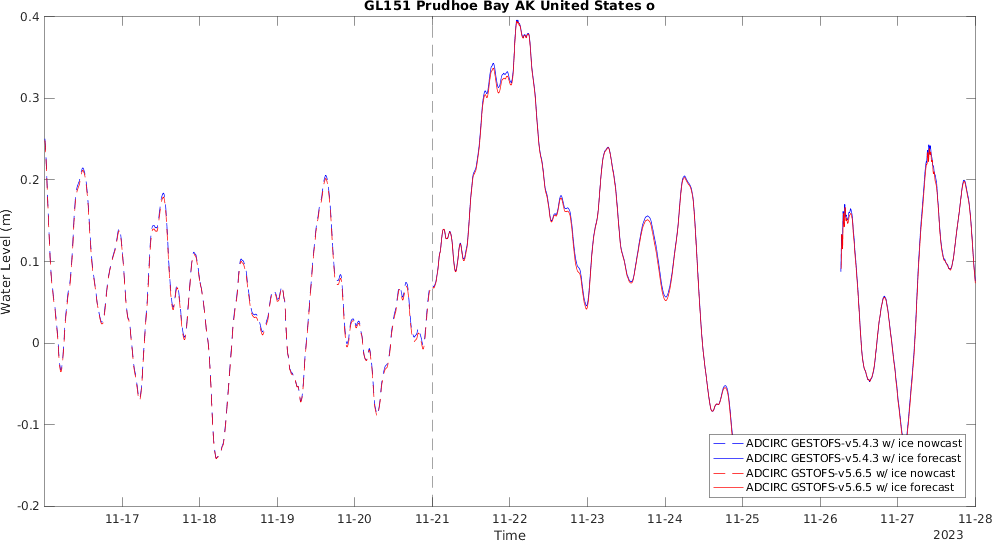 GL151 Prudhoe Bay AK United States o
0.4
0.3
0.2
0.1
0
-0.1
-0.2
Water Level (m)
ADCIRC GESTOFS-v5.4.3 w/ ice nowcast
ADCIRC GESTOFS-v5.4.3 w/ ice forecast
ADCIRC GSTOFS-v5.6.5 w/ ice nowcast
ADCIRC GSTOFS-v5.6.5 w/ ice forecast
11-17 11-18 11-19 11-20 11-21 11-22 11-23 11-24 11-25 11-26 11-27 11-28
Time
2023